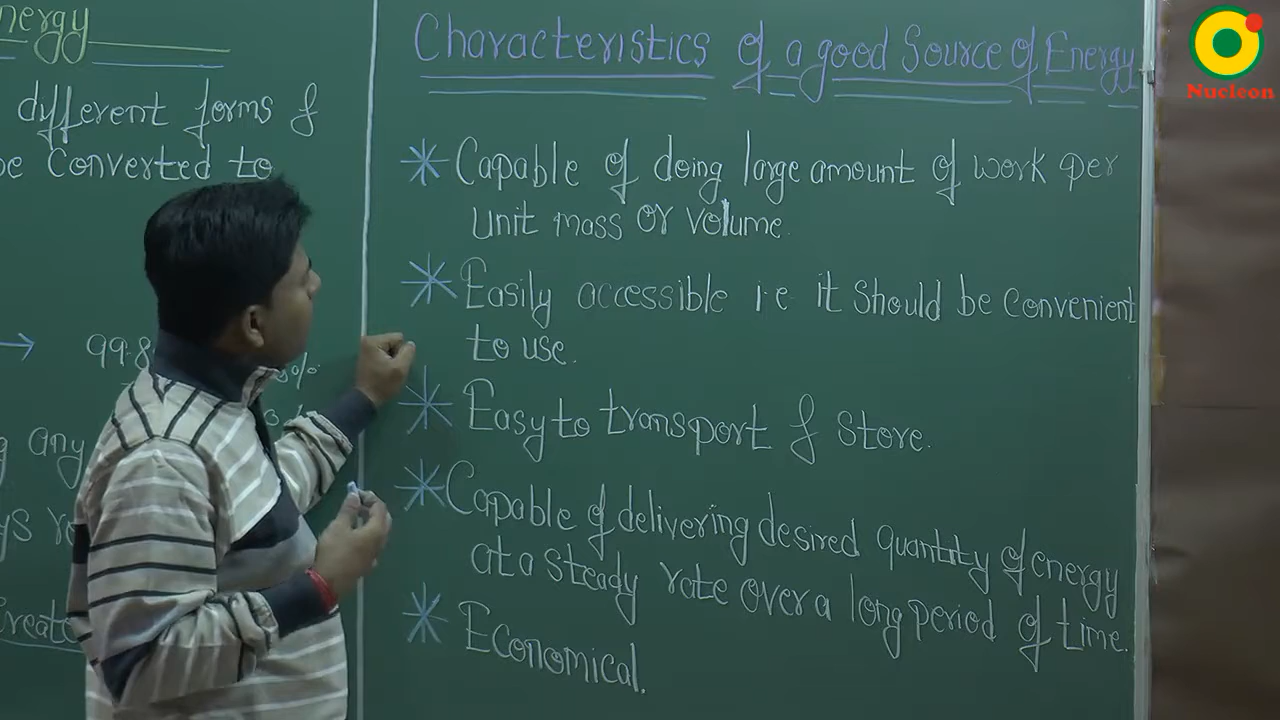 nergy
different forms &
be Converted to
→ 99.8
any
Create
Characteristics of a good Source of Energy
* Capable of doing large amount of work per
Unit mass or volume.
* Easily accessible i.e it should be convenient
to use.
* Easy to transport & store.
* Capable of delivering desired quantity of energy
at a steady rate over a long period of time.
* Economical.
Nucleon